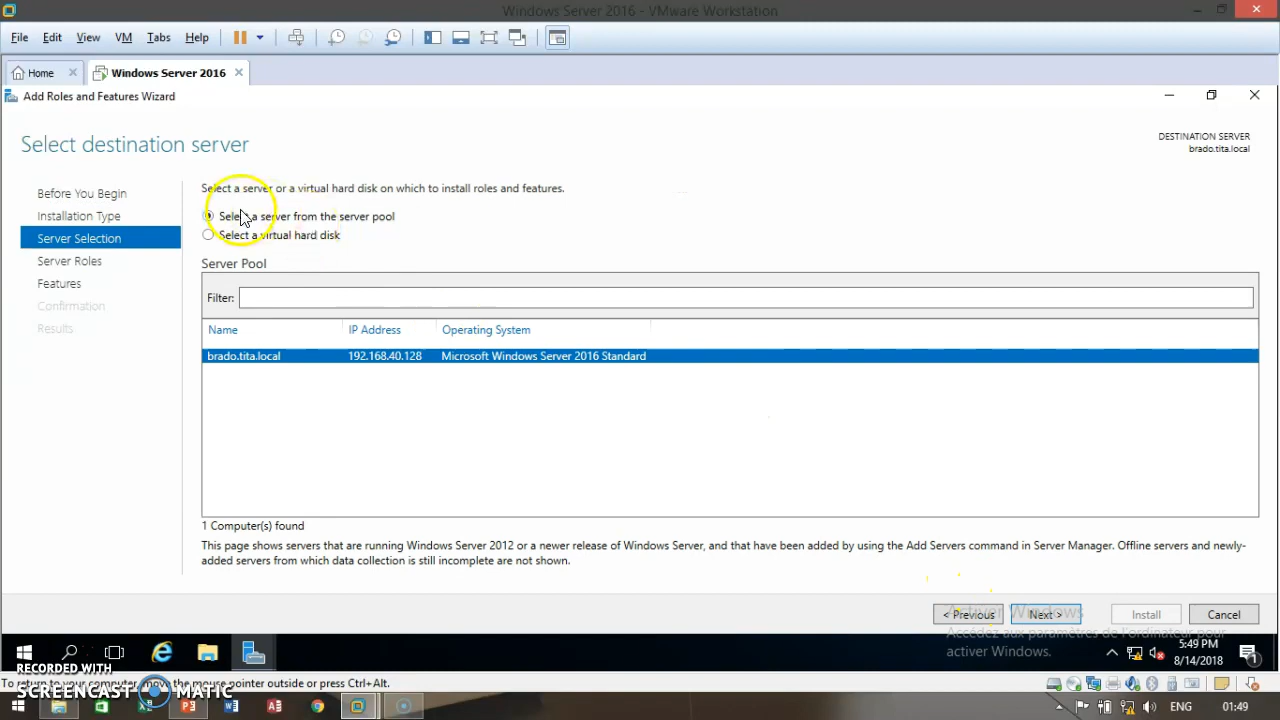 Windows Server 2016 - VMware Workstation
File Edit View VM Tabs Help
Home Windows Server 2016
Add Roles and Features Wizard
Select destination server
DESTINATION SERVER
brado.tita.local
Before You Begin
Installation Type
Server Selection
Server Roles
Features
Confirmation
Results
Select a server or a virtual hard disk on which to install roles and features.
Select a server from the server pool
Select a virtual hard disk
Server Pool
Filter:
Name IP Address Operating System
brado.tita.local 192.168.40.128 Microsoft Windows Server 2016 Standard
1 Computer(s) found
This page shows servers that are running Windows Server 2012 or a newer release of Windows Server, and that have been added by using the Add Servers command in Server Manager. Offline servers and newly-
added servers from which data collection is still incomplete are not shown.
< Previous Next > Install Cancel
Activer Windows
Accédez aux paramètres de l'ordinateur pour
activer Windows.
5:49 PM
8/14/2018
1
RECORDED WITH
SCREENCAST MATIC
To return to your computer, move the mouse pointer outside or press Ctrl+Alt.
ENG 01:49